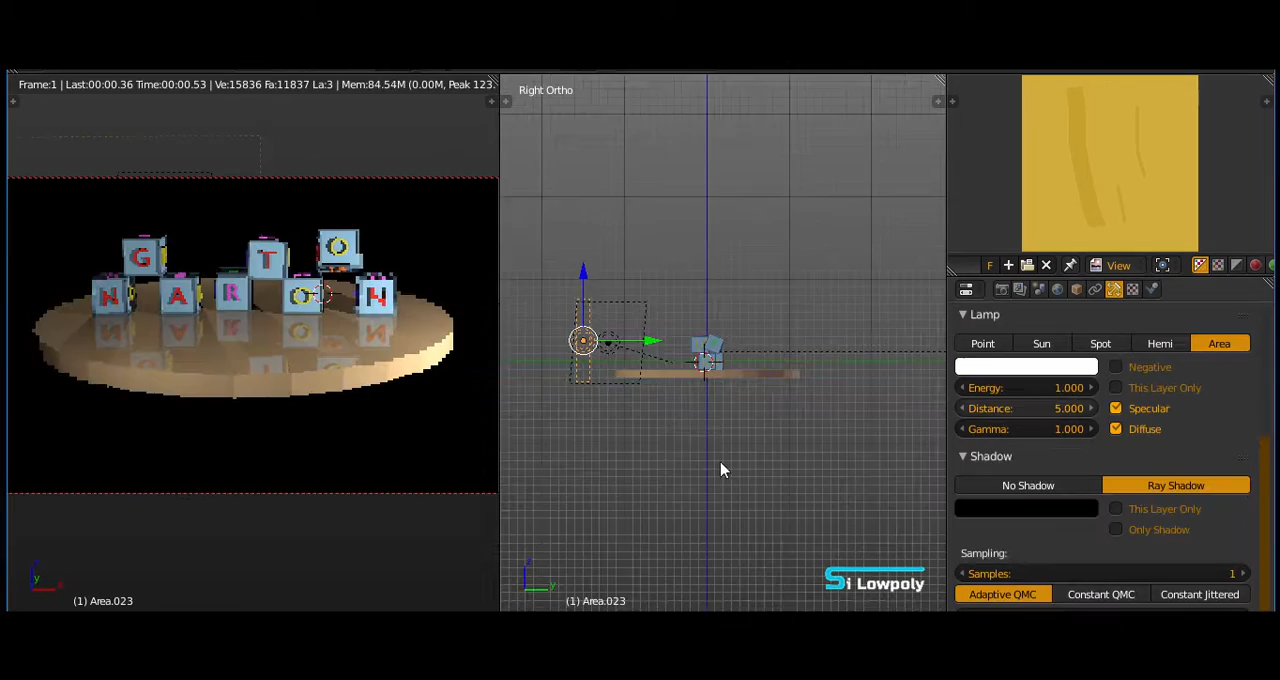 Frame:1 | Last:00:00.36 Time:00:00.53 | Ve:15836 Fa:11837 La:3 | Mem:84.54M (0.00M, Peak 123.
G T O
N A R O N
(1) Area.023
Right Ortho
Si Lowpoly
(1) Area.023
F View
Lamp
Point Sun Spot Hemi Area
Negative
Energy: 1.000 This Layer Only
Distance: 5.000 Specular
Gamma: 1.000 Diffuse
Shadow
No Shadow Ray Shadow
This Layer Only
Only Shadow
Sampling:
Samples: 1
Adaptive QMC Constant QMC Constant Jittered